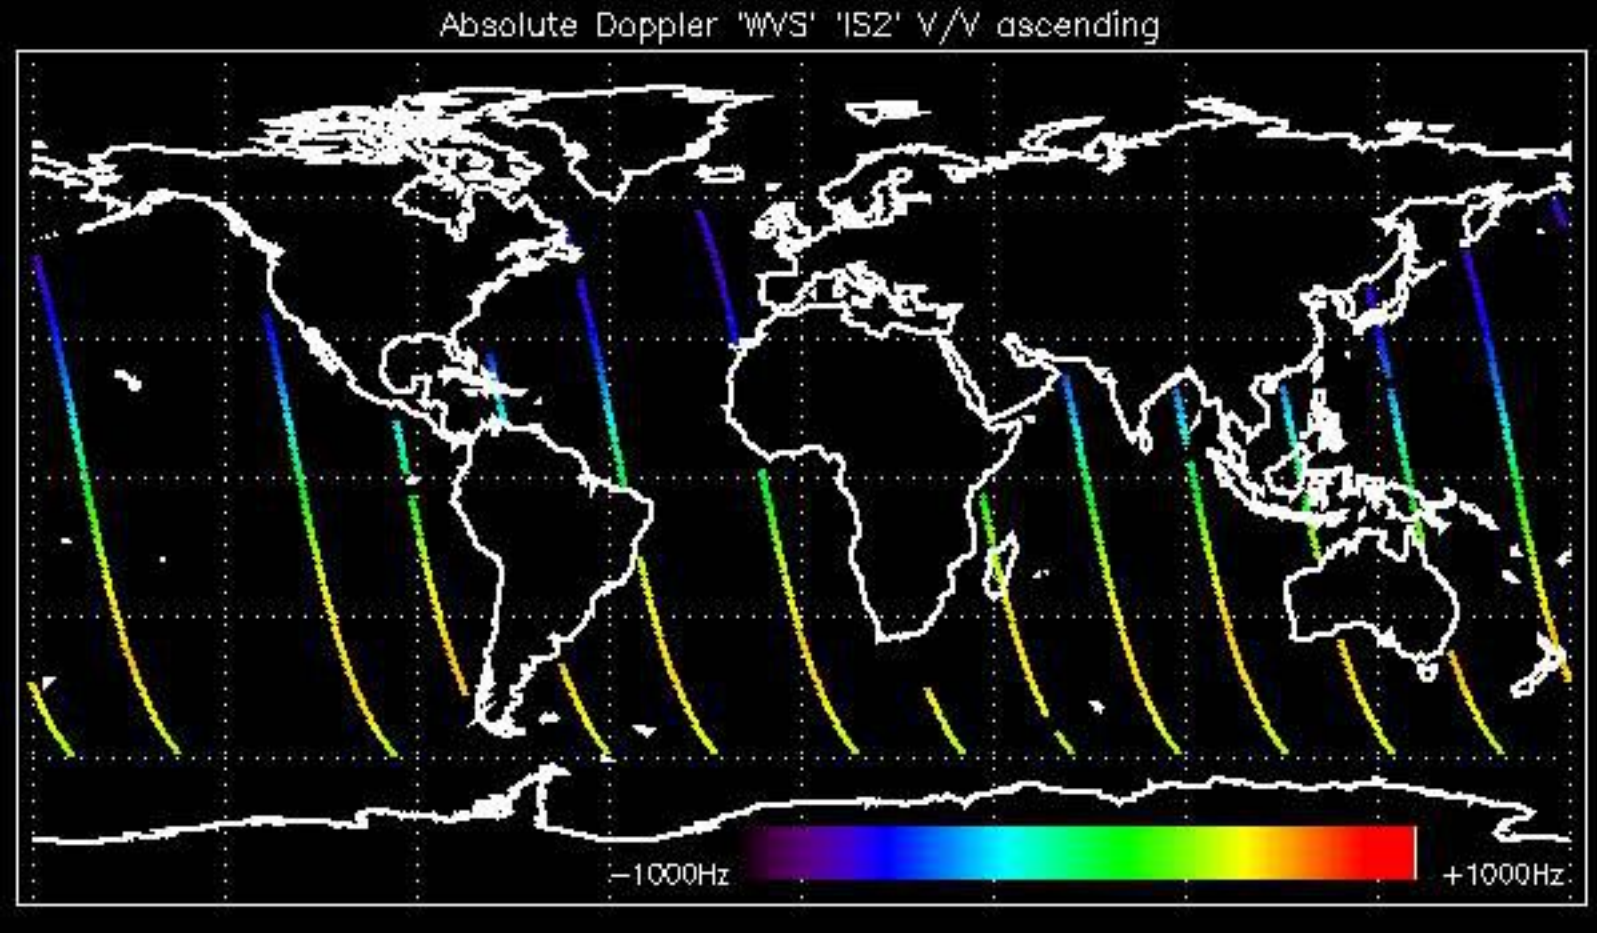 Absolute Doppler 'WVS' 'IS2' V/V ascending
−1000Hz +1000Hz